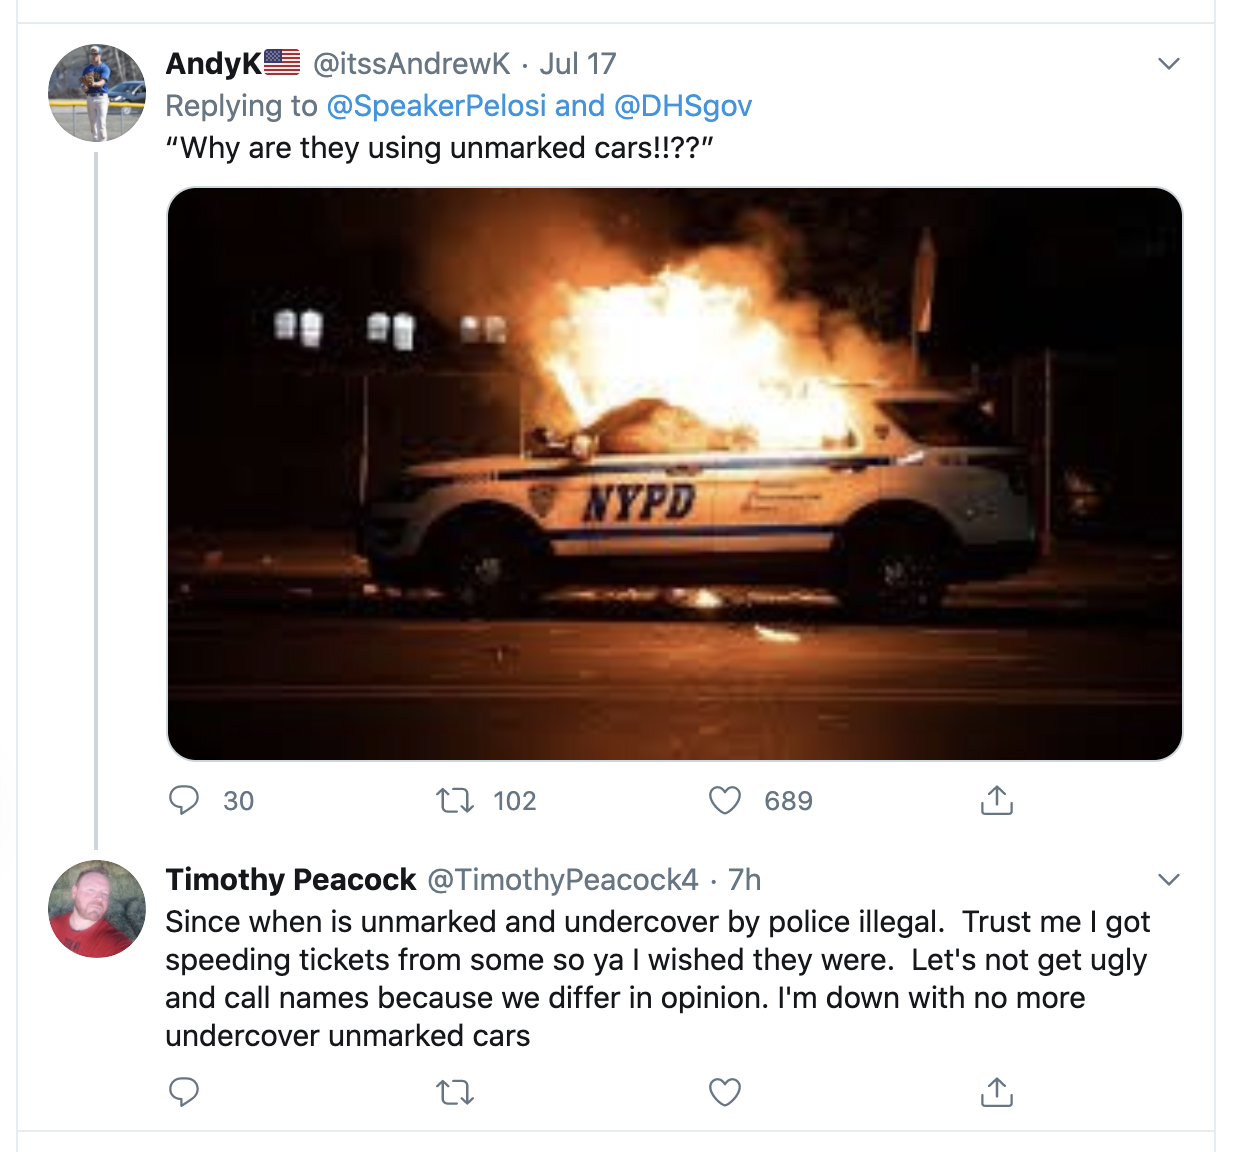 AndyK🇺🇸 @itssAndrewK · Jul 17
Replying to @SpeakerPelosi and @DHSgov
“Why are they using unmarked cars!!??”
NYPD
30 102 689
Timothy Peacock @TimothyPeacock4 · 7h
Since when is unmarked and undercover by police illegal.  Trust me I got
speeding tickets from some so ya I wished they were.  Let's not get ugly
and call names because we differ in opinion. I'm down with no more
undercover unmarked cars